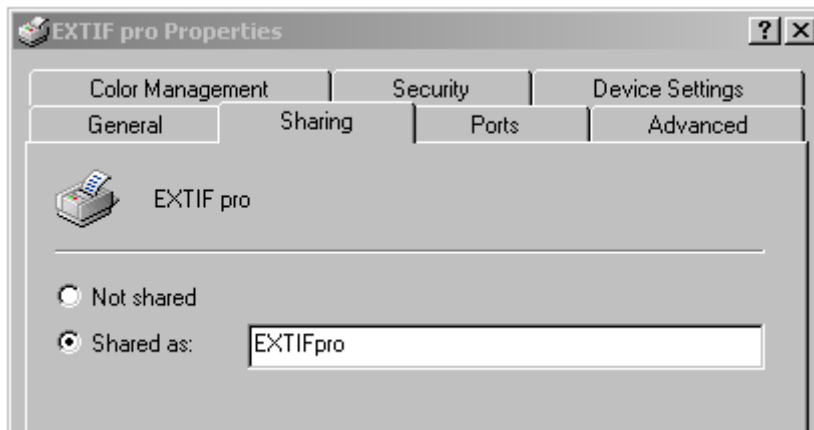 EXTIF pro Properties
Color Management Security Device Settings
General Sharing Ports Advanced
EXTIF pro
Not shared
Shared as: EXTIFpro